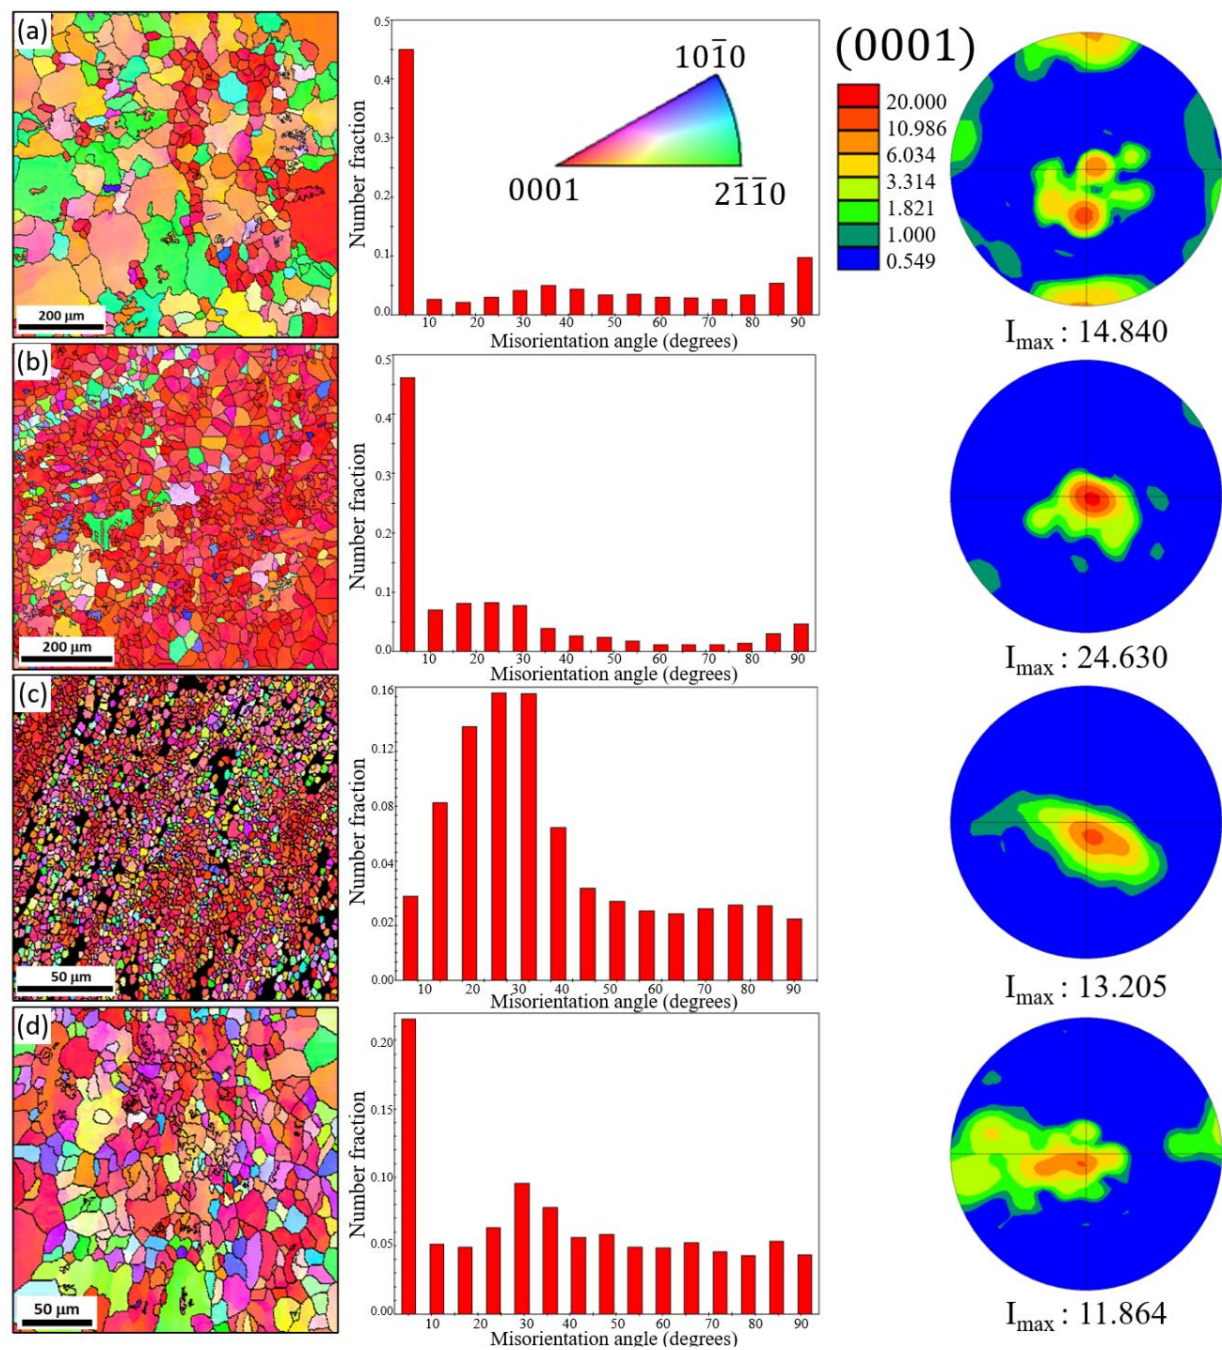 (a)
200 µm
0.5
0.4
0.5
0.3
0.1
0.0
Number fraction
10 20 30 40 50 60 70 80 90
Misorientation angle (degrees)
101̅0
0001
21̅1̅0
(0001)
20.000
10.986
6.034
3.314
1.821
1.000
0.549
Imax : 14.840
(b)
200 µm
0.5
0.4
0.3
0.2
0.1
0.0
Number fraction
10 20 30 40 50 60 70 80 90
Misorientation angle (degrees)
Imax : 24.630
(c)
50 µm
0.16
0.12
0.08
0.04
0.02
0.00
Number fraction
10 20 30 40 50 60 70 80 90
Misorientation angle (degrees)
Imax : 13.205
(d)
50 µm
0.20
0.15
0.10
0.05
0.00
Number fraction
10 20 30 40 50 60 70 80 90
Misorientation angle (degrees)
Imax : 11.864